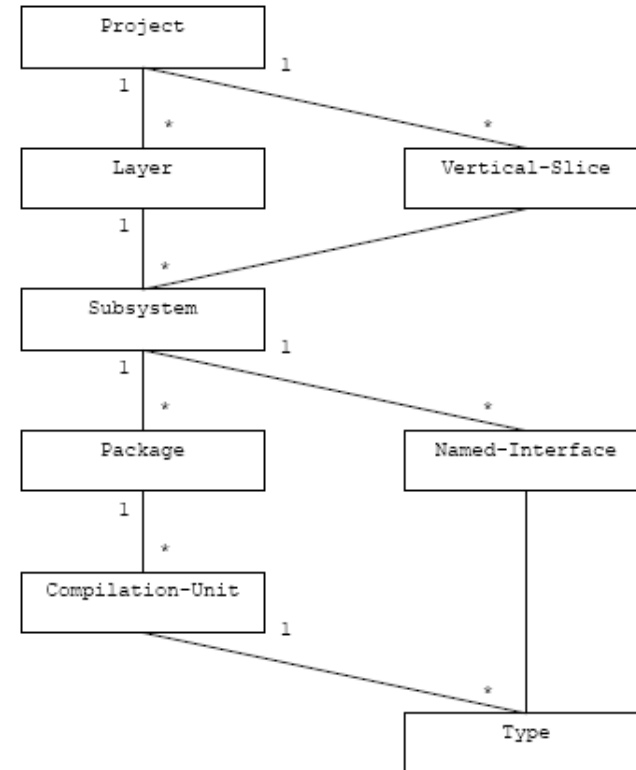 Project
1
1
*
*
Layer
Vertical-Slice
1
*
Subsystem
1
1
*
*
Package
Named-Interface
1
*
Compilation-Unit
1
*
Type